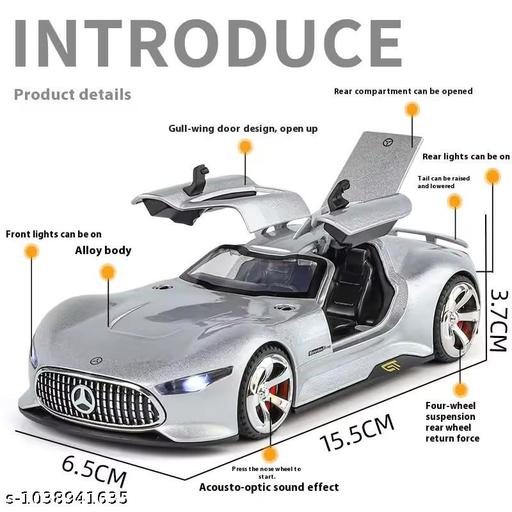 INTRODUCE
Product details
Rear compartment can be opened
Gull-wing door design, open up
Rear lights can be on
Tail can be raised
and lowered
Front lights can be on
Alloy body
3.7CM
GT
15.5CM
6.5CM
Four-wheel
suspension
rear wheel
return force
Press the nose wheel to
start.
Acousto-optic sound effect
s-1038941635